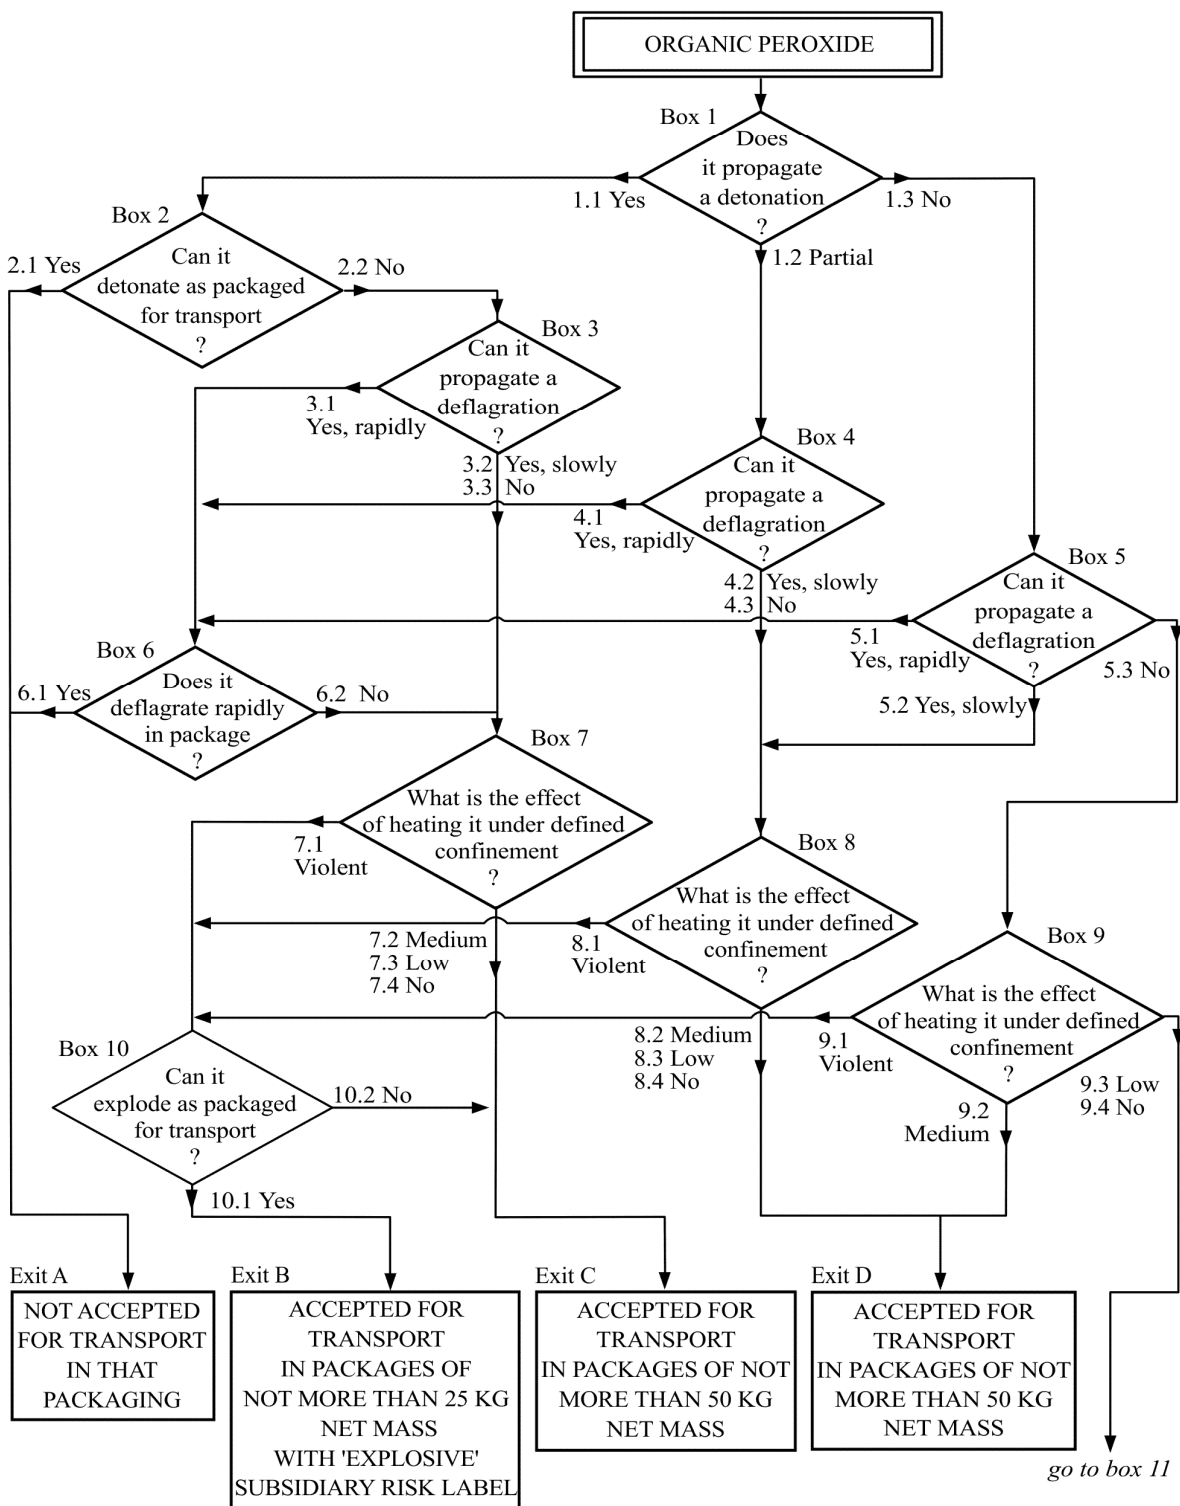 ORGANIC PEROXIDE
Box 1
Does
it propagate
a detonation
?
1.1 Yes
1.3 No
1.2 Partial
Box 2
Can it
detonate as packaged
for transport
?
2.1 Yes
2.2 No
Box 3
Can it
propagate a
deflagration
?
3.1
Yes, rapidly
3.2 Yes, slowly
3.3 No
Box 4
Can it
propagate a
deflagration
?
4.1
Yes, rapidly
4.2 Yes, slowly
4.3 No
Box 5
Can it
propagate a
deflagration
?
5.1
Yes, rapidly
5.3 No
5.2 Yes, slowly
Box 6
Does it
deflagrate rapidly
in package
?
6.1 Yes
6.2 No
Box 7
What is the effect
of heating it under defined
confinement
?
7.1
Violent
7.2 Medium
7.3 Low
7.4 No
Box 8
What is the effect
of heating it under defined
confinement
?
8.1
Violent
8.2 Medium
8.3 Low
8.4 No
Box 9
What is the effect
of heating it under defined
confinement
?
9.1
Violent
9.2
Medium
9.3 Low
9.4 No
Box 10
Can it
explode as packaged
for transport
?
10.2 No
10.1 Yes
Exit A
NOT ACCEPTED
FOR TRANSPORT
IN THAT
PACKAGING
Exit B
ACCEPTED FOR
TRANSPORT
IN PACKAGES OF
NOT MORE THAN 25 KG
NET MASS
WITH 'EXPLOSIVE'
SUBSIDIARY RISK LABEL
Exit C
ACCEPTED FOR
TRANSPORT
IN PACKAGES OF NOT
MORE THAN 50 KG
NET MASS
Exit D
ACCEPTED FOR
TRANSPORT
IN PACKAGES OF NOT
MORE THAN 50 KG
NET MASS
go to box 11